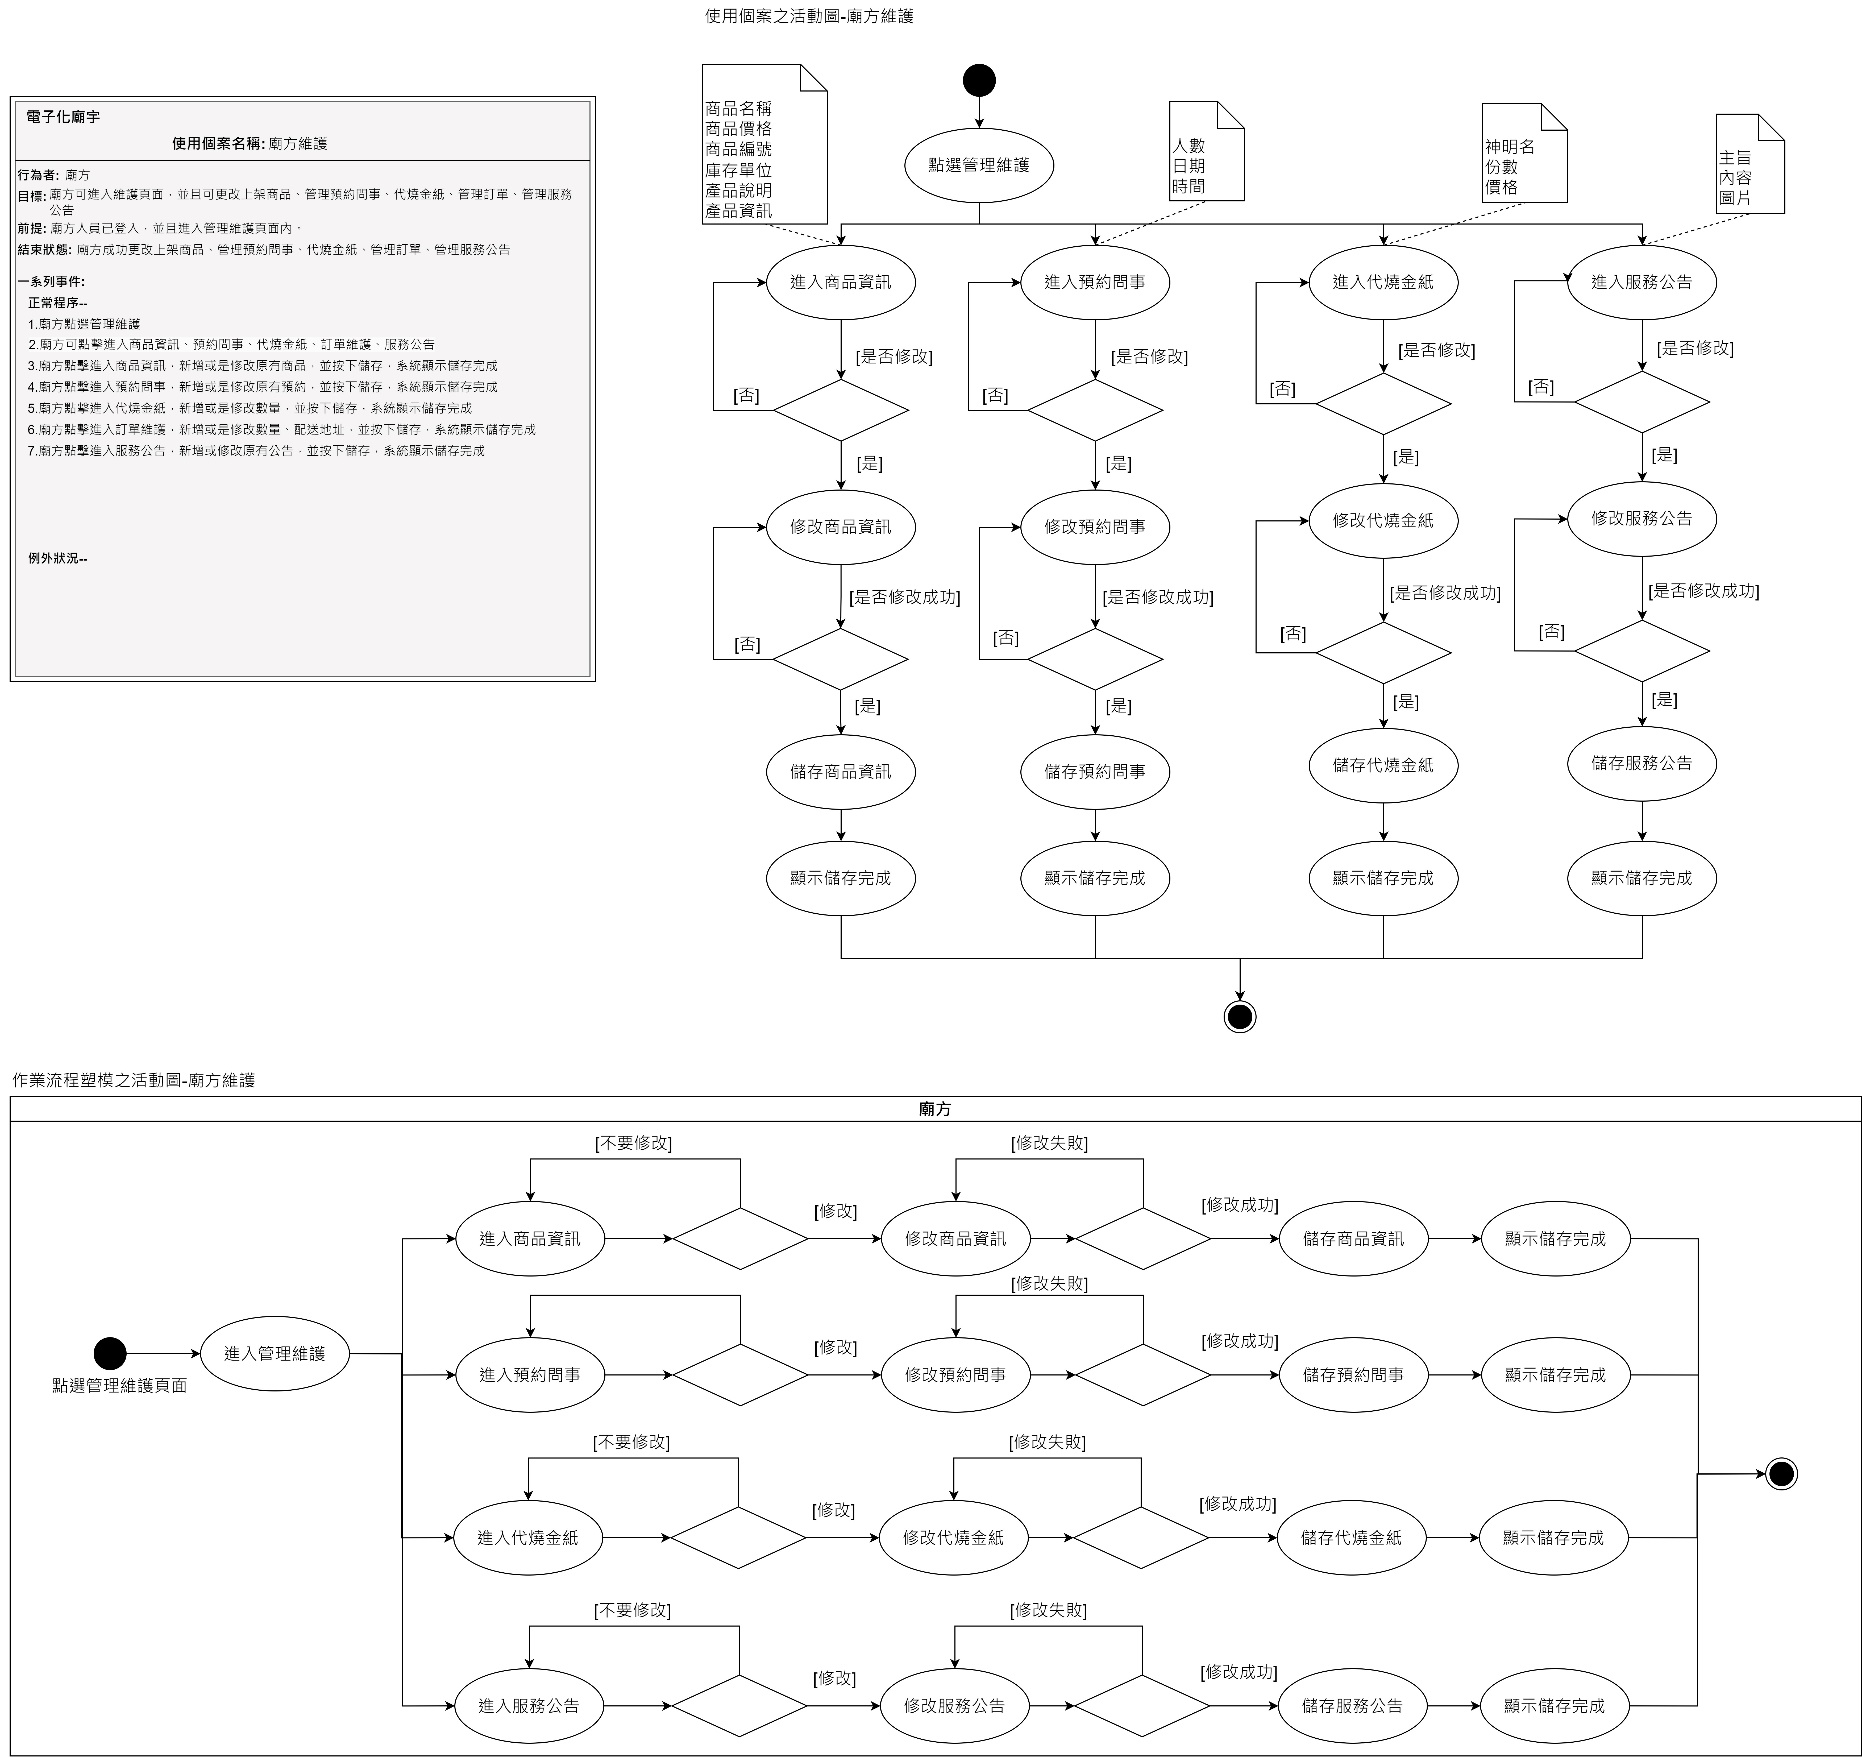 使用個案之活動圖-廟方維護
電子化廟宇
使用個案名稱: 廟方維護
行為者: 廟方
目標: 廟方可進入維護頁面，並且可更改上架商品、管理預約問事、代燒金紙、管理訂單、管理服務
公告
前提: 廟方人員已登入，並且進入管理維護頁面內。
結束狀態: 廟方成功更改上架商品、管理預約問事、代燒金紙、管理訂單、管理服務公告
一系列事件:
正常程序--
1.廟方點選管理維護
2.廟方可點擊進入商品資訊、預約問事、代燒金紙、訂單維護、服務公告
3.廟方點擊進入商品資訊，新增或是修改原有商品，並按下儲存，系統顯示儲存完成
4.廟方點擊進入預約問事，新增或是修改原有預約，並按下儲存，系統顯示儲存完成
5.廟方點擊進入代燒金紙，新增或是修改數量，並按下儲存，系統顯示儲存完成
6.廟方點擊進入訂單維護，新增或是修改數量、配送地址，並按下儲存，系統顯示儲存完成
7.廟方點擊進入服務公告，新增或修改原有公告，並按下儲存，系統顯示儲存完成
例外狀況--
商品名稱
商品價格
商品編號
庫存單位
產品說明
產品資訊
點選管理維護
人數
日期
時間
神明名
份數
價格
主旨
內容
圖片
進入商品資訊
進入預約問事
進入代燒金紙
進入服務公告
[是否修改]
[是否修改]
[是否修改]
[是否修改]
[否]
[否]
[否]
[否]
[是]
[是]
[是]
[是]
修改商品資訊
修改預約問事
修改代燒金紙
修改服務公告
[是否修改成功]
[是否修改成功]
[是否修改成功]
[是否修改成功]
[否]
[否]
[否]
[否]
[是]
[是]
[是]
[是]
儲存商品資訊
儲存預約問事
儲存代燒金紙
儲存服務公告
顯示儲存完成
顯示儲存完成
顯示儲存完成
顯示儲存完成
作業流程塑模之活動圖-廟方維護
廟方
點選管理維護頁面
進入管理維護
[不要修改]
[修改失敗]
進入商品資訊
[修改]
修改商品資訊
[修改成功]
儲存商品資訊
顯示儲存完成
[修改失敗]
進入預約問事
[修改]
修改預約問事
[修改成功]
儲存預約問事
顯示儲存完成
[不要修改]
[修改失敗]
進入代燒金紙
[修改]
修改代燒金紙
[修改成功]
儲存代燒金紙
顯示儲存完成
[不要修改]
[修改失敗]
進入服務公告
[修改]
修改服務公告
[修改成功]
儲存服務公告
顯示儲存完成